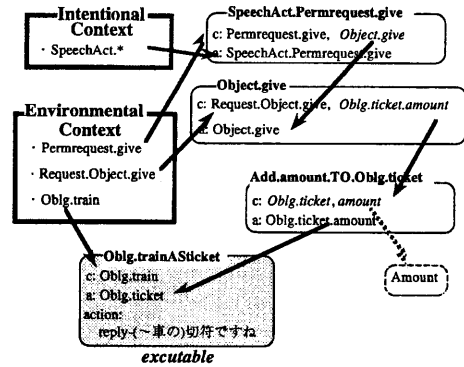 Intentional
Context
· SpeechAct.*
SpeechAct.Permrequest.give
c: Permrequest.give, Object.give
a: SpeechAct.Permrequest.give
Environmental
Context
· Permrequest.give
· Request.Object.give
· Oblg.train
Object.give
c: Request.Object.give, Oblg.ticket.amount
a: Object.give
Add.amount.TO.Oblg.ticket
c: Oblg.ticket, amount
a: Oblg.ticket.amount
Amount
Oblg.trainASticket
c: Oblg.train
a: Oblg.ticket
action:
reply-(～車の)切符ですね
excutable